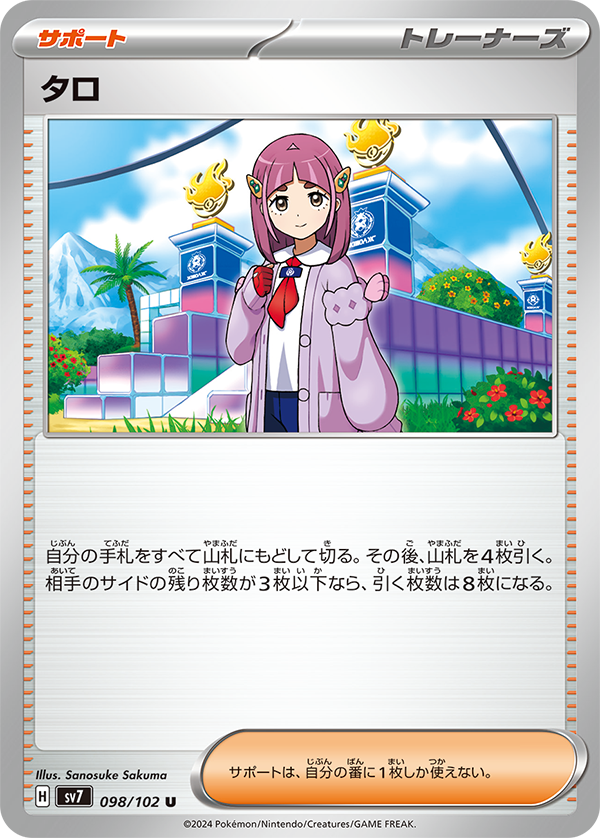 サポート
トレーナーズ
タロ
自分の手札をすべて山札にもどして切る。その後、山札を4枚引く。
相手のサイドの残り枚数が3枚以下なら、引く枚数は8枚になる。
サポートは、自分の番に1枚しか使えない。
Illus. Sanosuke Sakuma
H sv7 098/102 U
©2024 Pokémon/Nintendo/Creatures/GAME FREAK.